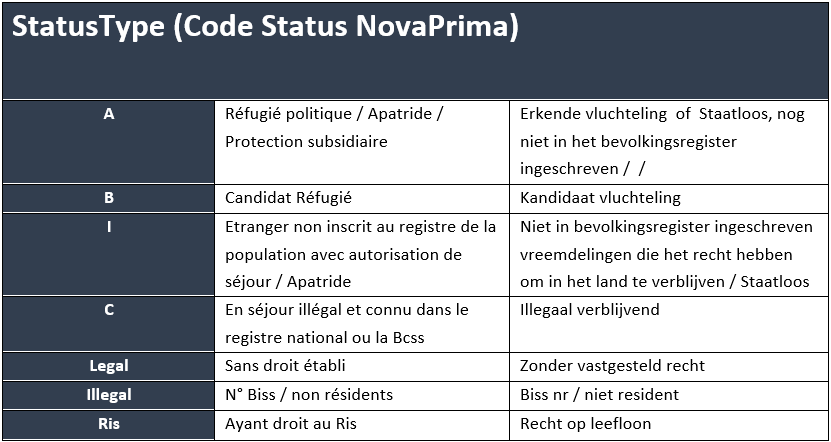 StatusType (Code Status NovaPrima)
A
Réfugié politique / Apatride /
Protection subsidiaire
Erkende vluchteling of Staatloos, nog
niet in het bevolkingsregister
ingeschreven / /
B
Candidat Réfugié
Kandidaat vluchteling
I
Etranger non inscrit au registre de la
population avec autorisation de
séjour / Apatride
Niet in bevolkingsregister ingeschreven
vreemdelingen die het recht hebben
om in het land te verblijven / Staatloos
C
En séjour illégal et connu dans le
registre national ou la Bcss
Illegaal verblijvend
Legal
Sans droit établi
Zonder vastgesteld recht
Illegal
N° Biss / non résidents
Biss nr / niet resident
Ris
Ayant droit au Ris
Recht op leefloon